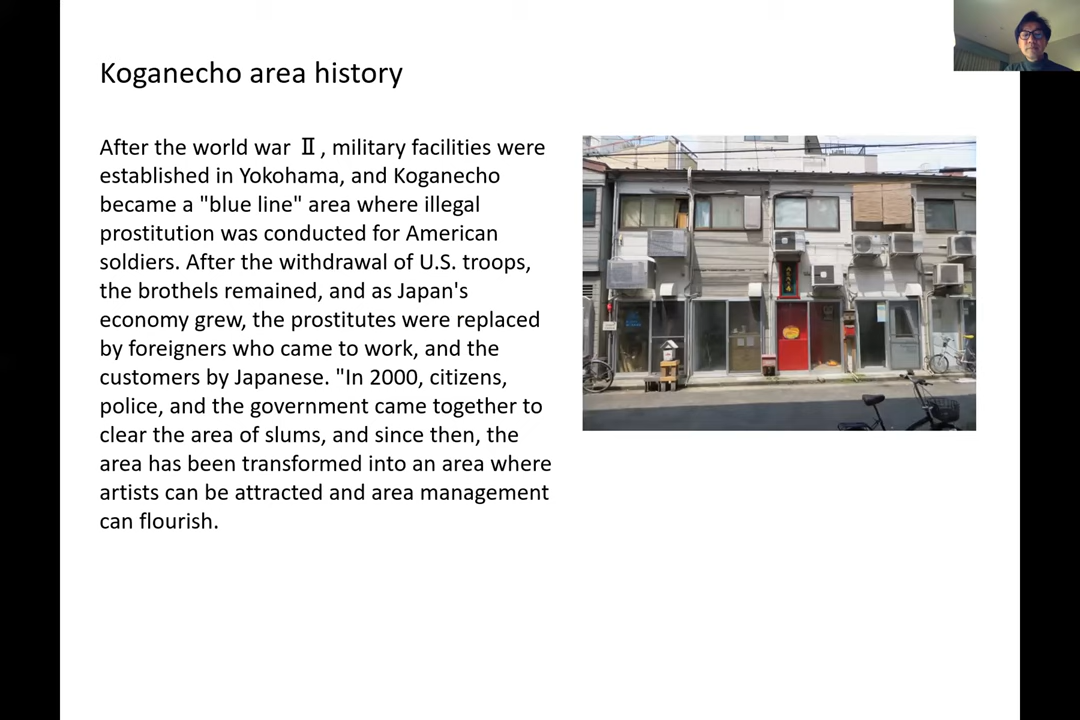 Koganecho area history
After the world war Ⅱ, military facilities were
established in Yokohama, and Koganecho
became a "blue line" area where illegal
prostitution was conducted for American
soldiers. After the withdrawal of U.S. troops,
the brothels remained, and as Japan's
economy grew, the prostitutes were replaced
by foreigners who came to work, and the
customers by Japanese. "In 2000, citizens,
police, and the government came together to
clear the area of slums, and since then, the
area has been transformed into an area where
artists can be attracted and area management
can flourish.